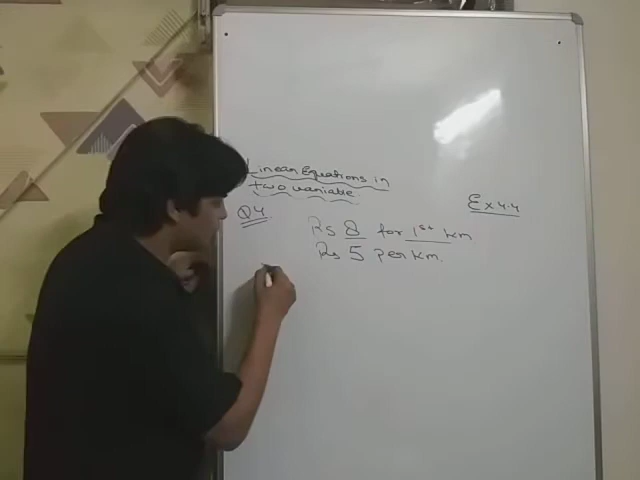 Linear Equations in
two variable
Ex 4.4
Q4
Rs 8 for 1st km
Rs 5 per km.